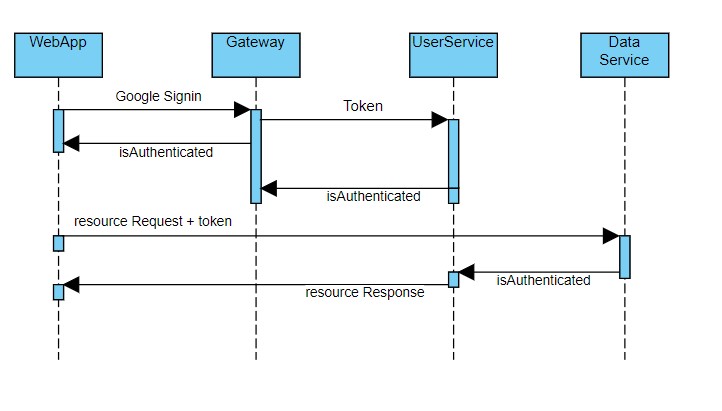 WebApp
Gateway
UserService
Data
Service
Google Signin
Token
isAuthenticated
isAuthenticated
resource Request + token
isAuthenticated
resource Response